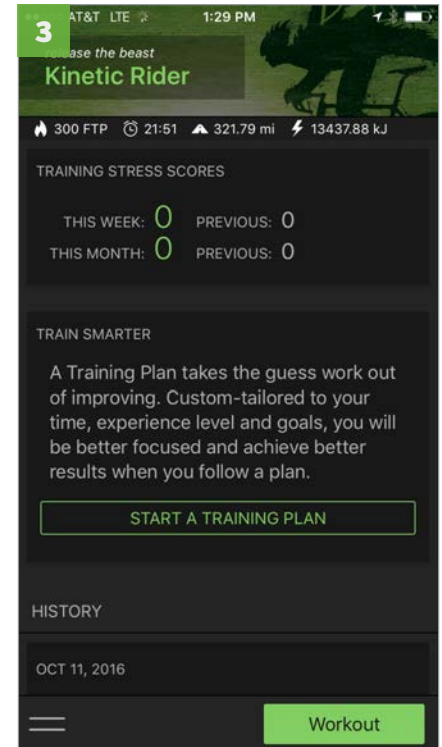 AT&T LTE 1:29 PM
3
release the beast
Kinetic Rider
300 FTP 21:51 321.79 mi 13437.88 kJ
TRAINING STRESS SCORES
THIS WEEK: 0 PREVIOUS: 0
THIS MONTH: 0 PREVIOUS: 0
TRAIN SMARTER
A Training Plan takes the guess work out
of improving. Custom-tailored to your
time, experience level and goals, you will
be better focused and achieve better
results when you follow a plan.
START A TRAINING PLAN
HISTORY
OCT 11, 2016
Workout